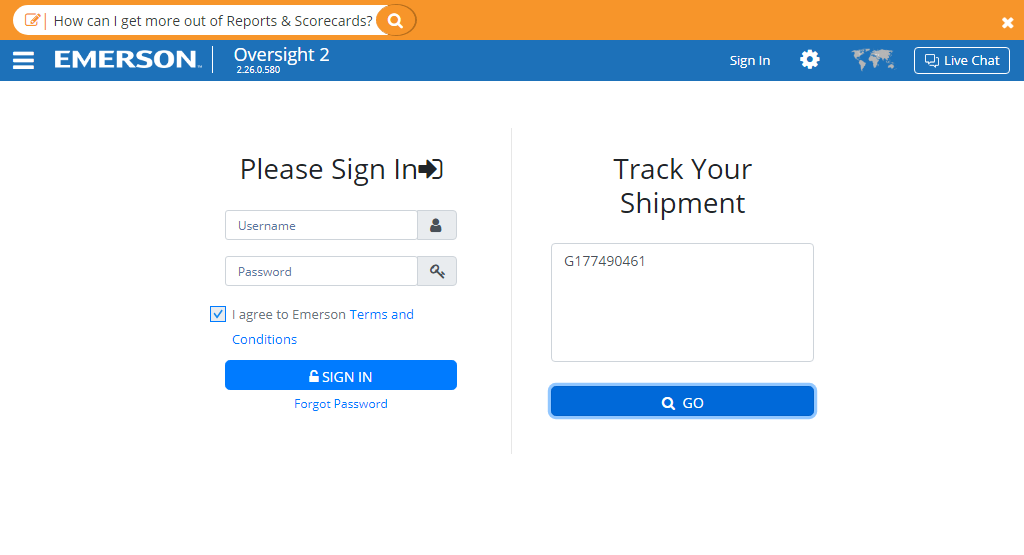 How can I get more out of Reports & Scorecards?
EMERSON™
Oversight 2
2.26.0.580
Sign In
Live Chat
Please Sign In
Username
Password
I agree to Emerson Terms and
Conditions
SIGN IN
Forgot Password
Track Your
Shipment
G177490461
GO